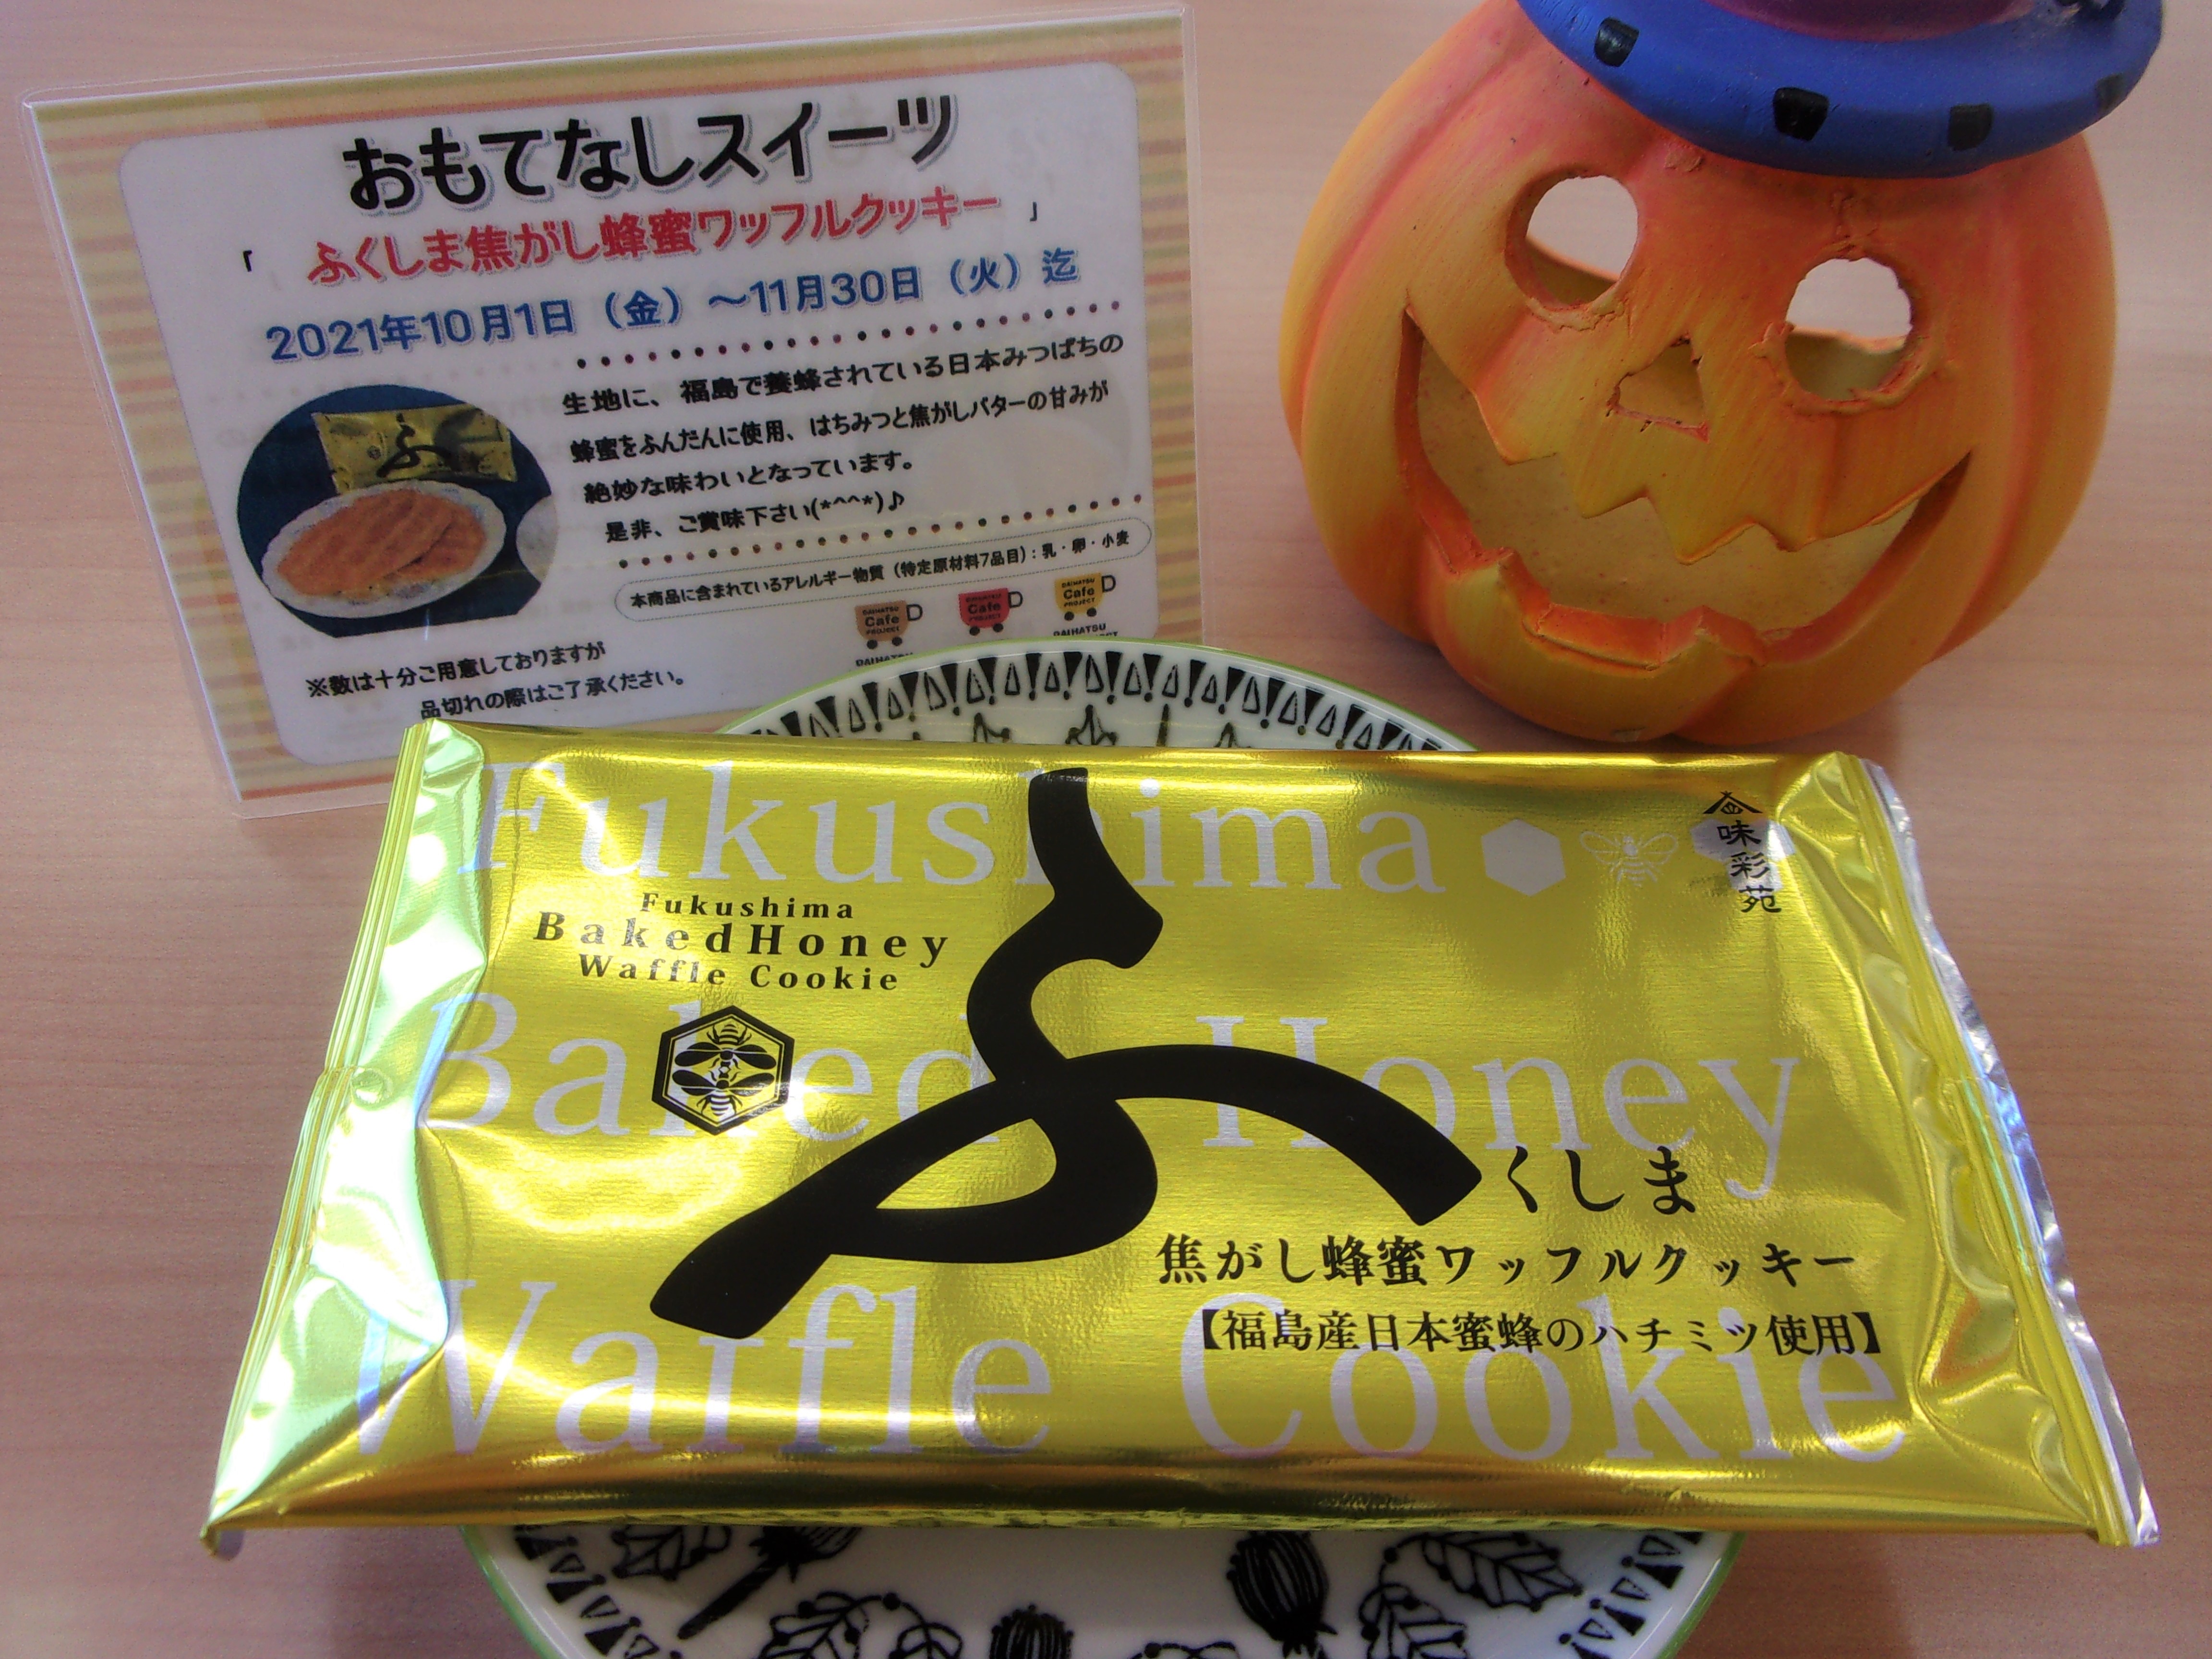 おもてなしスイーツ
「 ふくしま焦がし蜂蜜ワッフルクッキー 」
2021年10月1日（金）～11月30日（火）迄
生地に、福島で養蜂されている日本みつばちの
蜂蜜をふんだんに使用、はちみつと焦がしバターの甘みが
絶妙な味わいとなっています。
是非、ご賞味下さい(*^^*)♪
本商品に含まれているアレルギー物質（特定原材料7品目）：乳・卵・小麦
DAIHATSU Cafe PROJECT
DAIHATSU
DAIHATSU Cafe PROJECT
DAIHATSU Cafe PROJECT
DAIHATSU
※数は十分ご用意しておりますが
品切れの際はご了承ください。
Fukushima
味彩苑
Fukushima
BakedHoney
Waffle Cookie
Baked Honey
ふくしま
焦がし蜂蜜ワッフルクッキー
【福島産日本蜜蜂のハチミツ使用】
Waffle Cookie